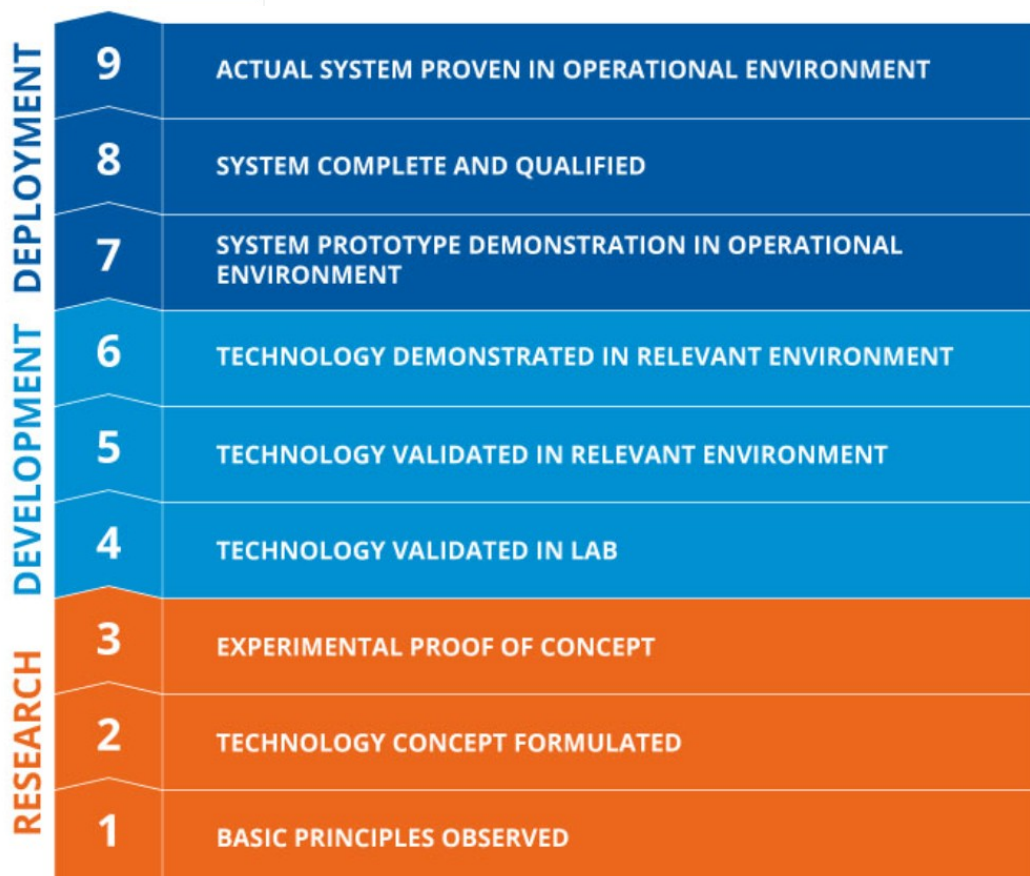 DEPLOYMENT
9
ACTUAL SYSTEM PROVEN IN OPERATIONAL ENVIRONMENT
8
SYSTEM COMPLETE AND QUALIFIED
7
SYSTEM PROTOTYPE DEMONSTRATION IN OPERATIONAL
ENVIRONMENT
DEVELOPMENT
6
TECHNOLOGY DEMONSTRATED IN RELEVANT ENVIRONMENT
5
TECHNOLOGY VALIDATED IN RELEVANT ENVIRONMENT
4
TECHNOLOGY VALIDATED IN LAB
RESEARCH
3
EXPERIMENTAL PROOF OF CONCEPT
2
TECHNOLOGY CONCEPT FORMULATED
1
BASIC PRINCIPLES OBSERVED